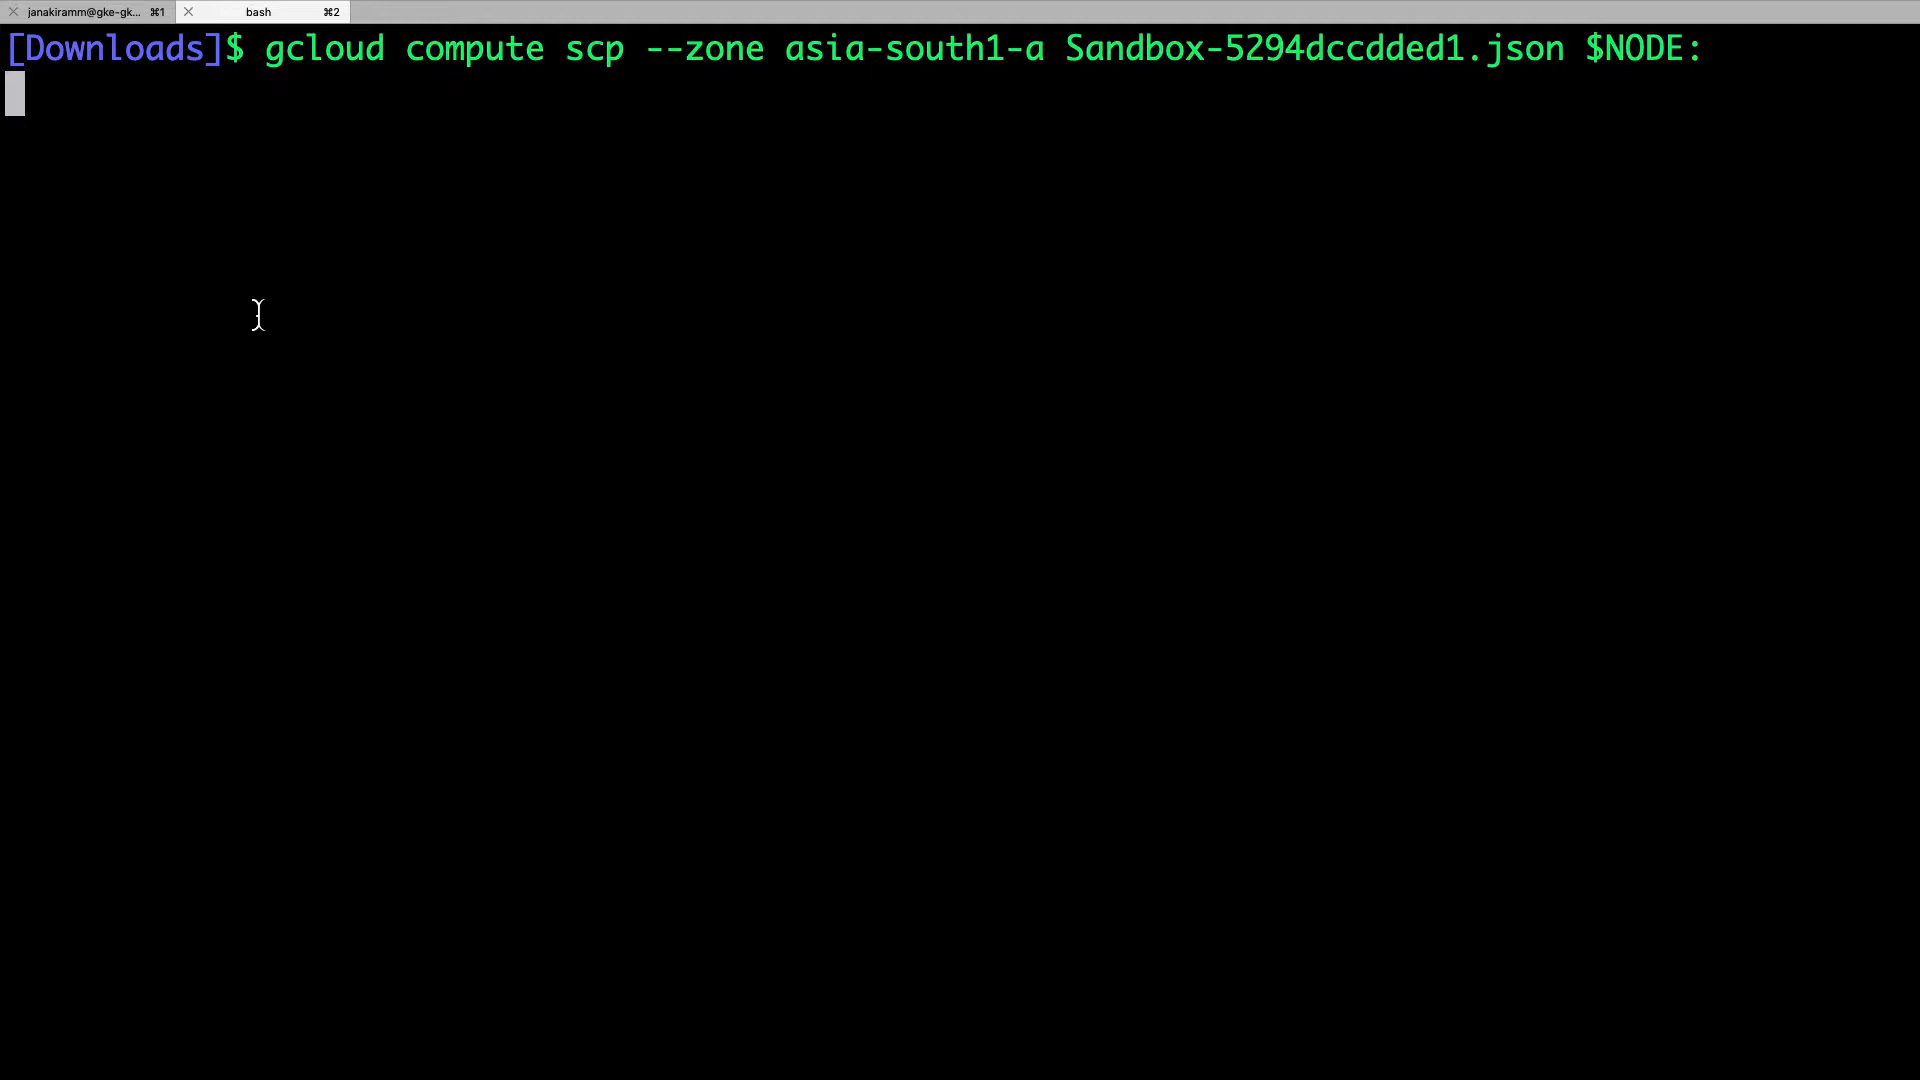 janakiramm@gke-gk... ⌘1 bash ⌘2
[Downloads]$ gcloud compute scp --zone asia-south1-a Sandbox-5294dccdded1.json $NODE: